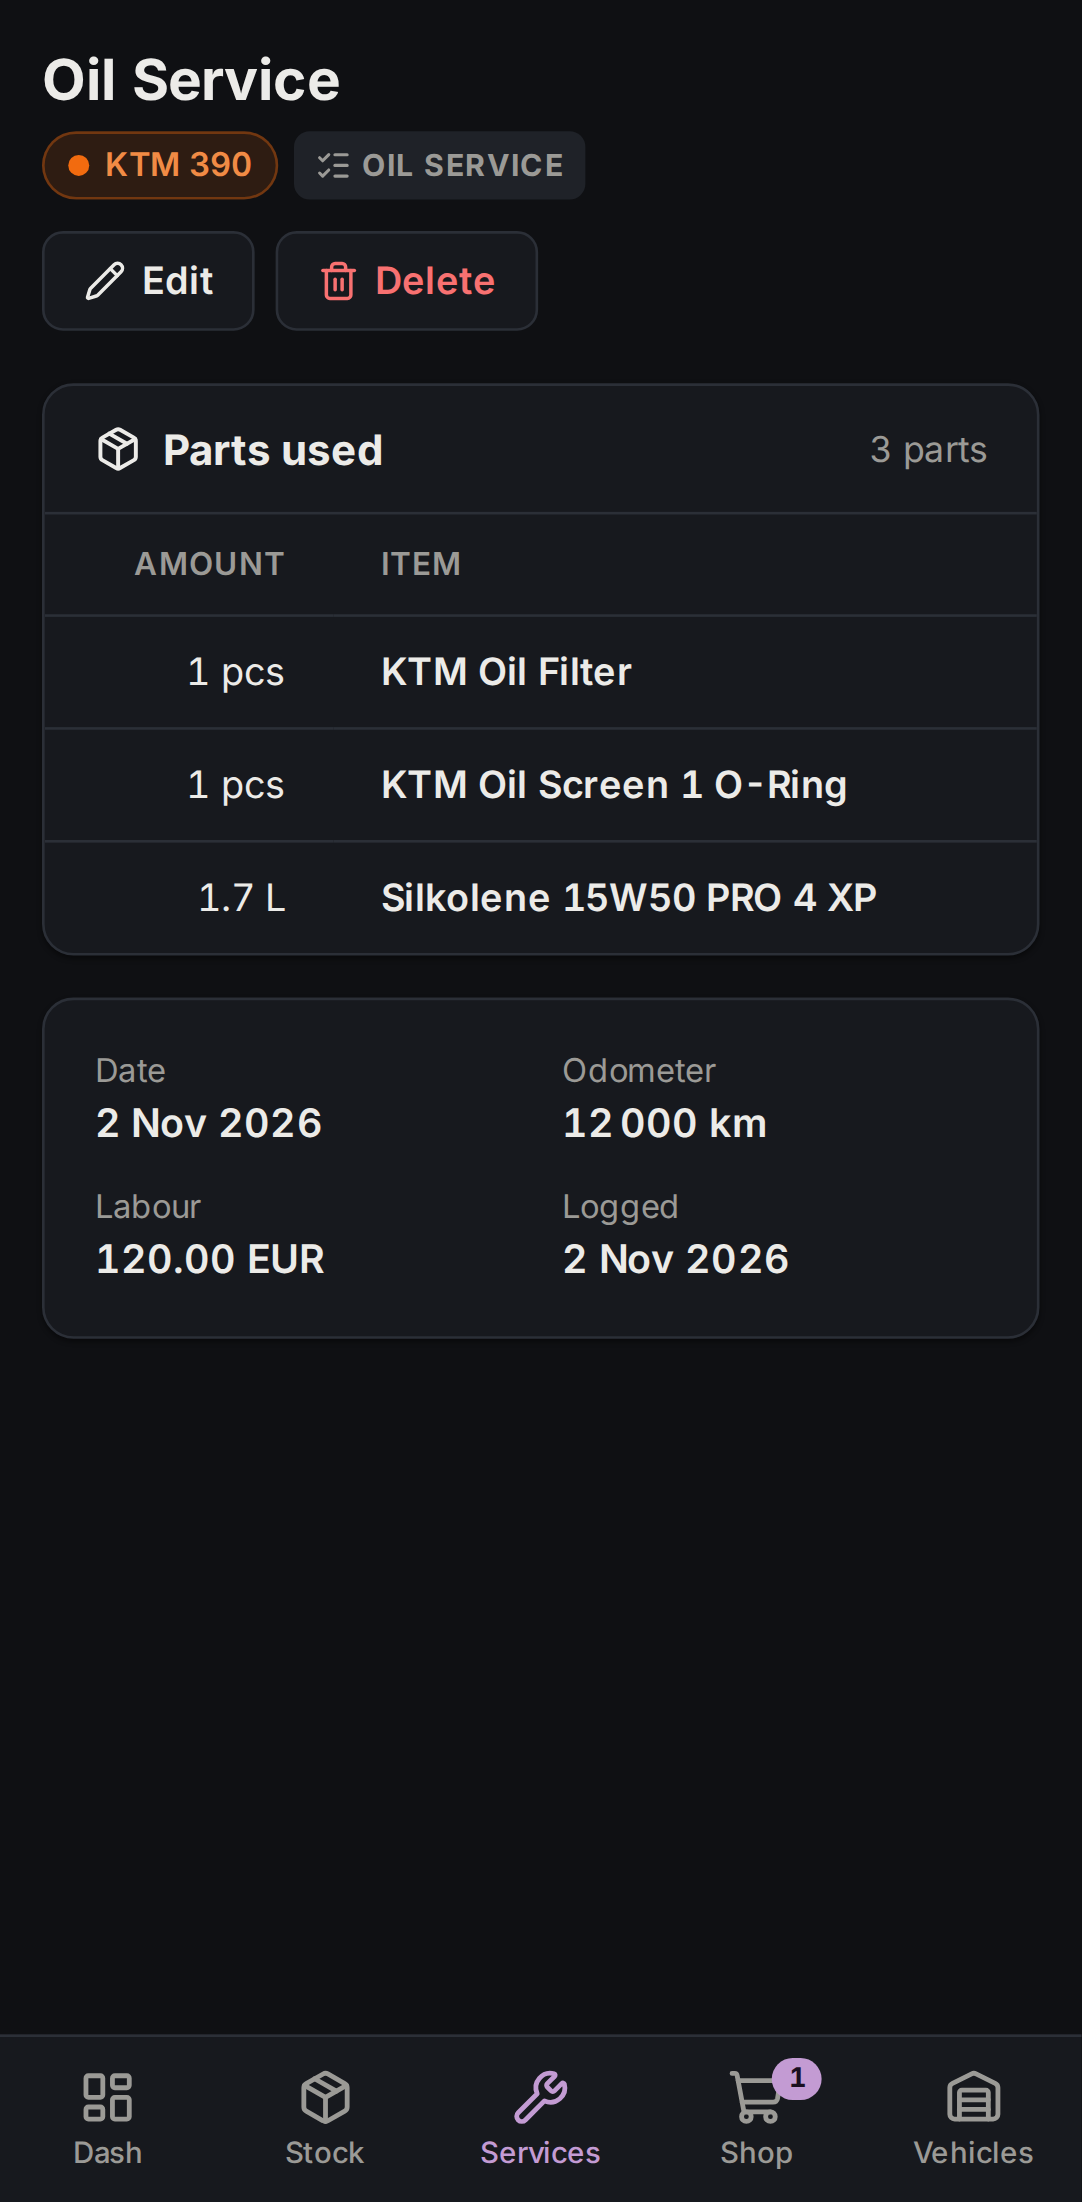 Oil Service
KTM 390
OIL SERVICE
Edit
Delete
Parts used
3 parts
AMOUNT ITEM
1 pcs KTM Oil Filter
1 pcs KTM Oil Screen 1 O-Ring
1.7 L Silkolene 15W50 PRO 4 XP
Date
2 Nov 2026
Odometer
12 000 km
Labour
120.00 EUR
Logged
2 Nov 2026
Dash
Stock
Services
1
Shop
Vehicles